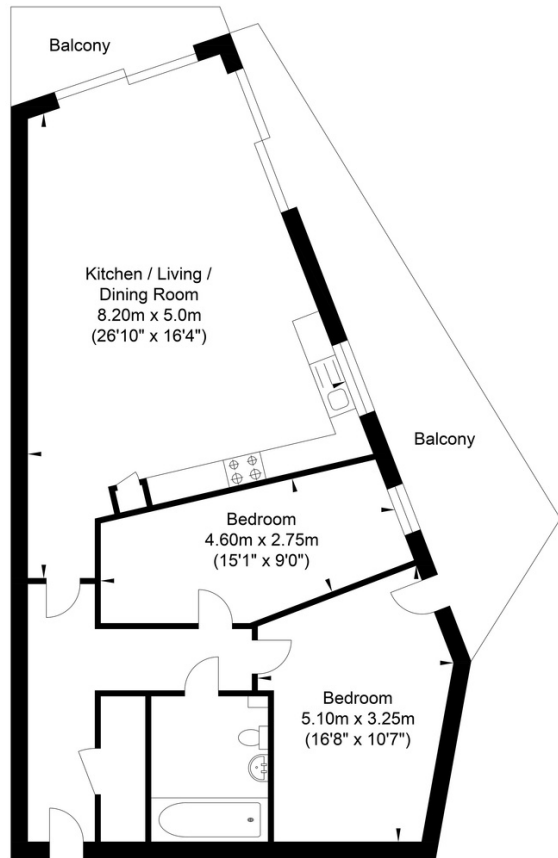 Balcony
Kitchen / Living /
Dining Room
8.20m x 5.0m
(26'10" x 16'4")
Balcony
Bedroom
4.60m x 2.75m
(15'1" x 9'0")
Bedroom
5.10m x 3.25m
(16'8" x 10'7")